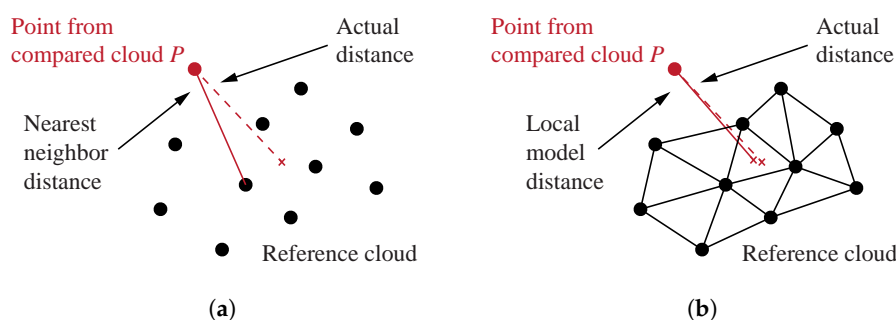 Point from
compared cloud P
Actual
distance
Nearest
neighbor
distance
Reference cloud
(a)
Point from
compared cloud P
Actual
distance
Local
model
distance
Reference cloud
(b)